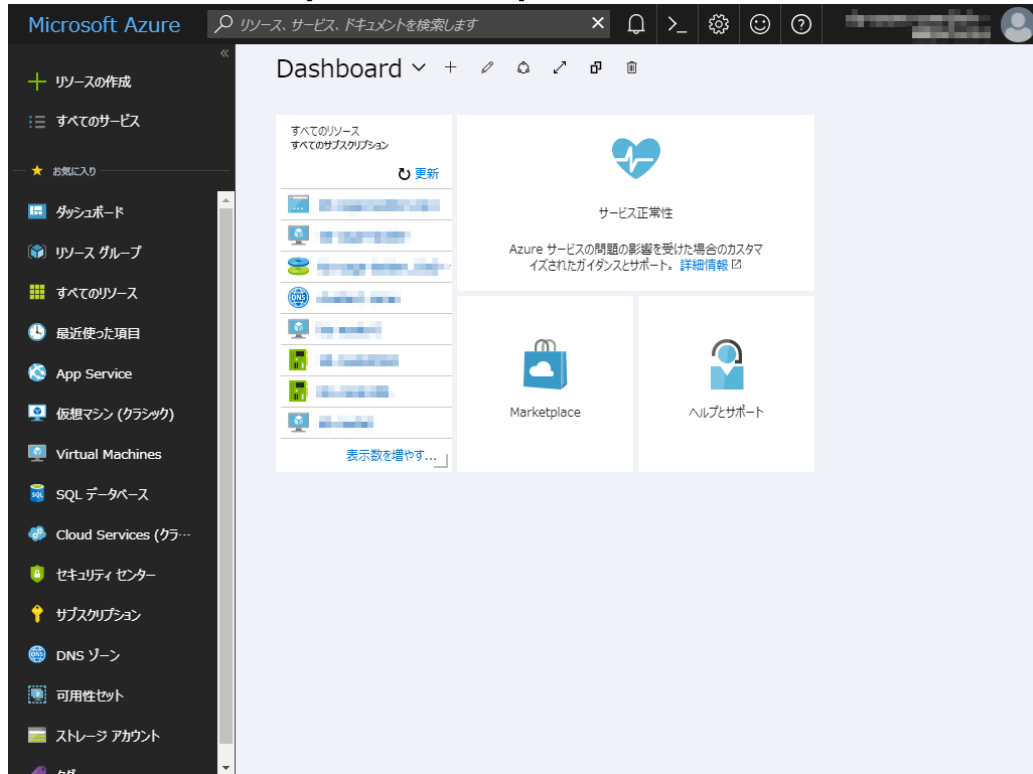 Microsoft Azure
リソース、サービス、ドキュメントを検索します
リソースの作成
すべてのサービス
お気に入り
ダッシュボード
リソース グループ
すべてのリソース
最近使った項目
App Service
仮想マシン (クラシック)
Virtual Machines
SQL データベース
Cloud Services (クラ…
セキュリティ センター
サブスクリプション
DNS ゾーン
可用性セット
ストレージ アカウント
Dashboard
すべてのリソース
すべてのサブスクリプション
更新
表示数を増やす...
サービス正常性
Azure サービスの問題の影響を受けた場合のカスタマ
イズされたガイダンスとサポート。詳細情報
Marketplace
ヘルプとサポート